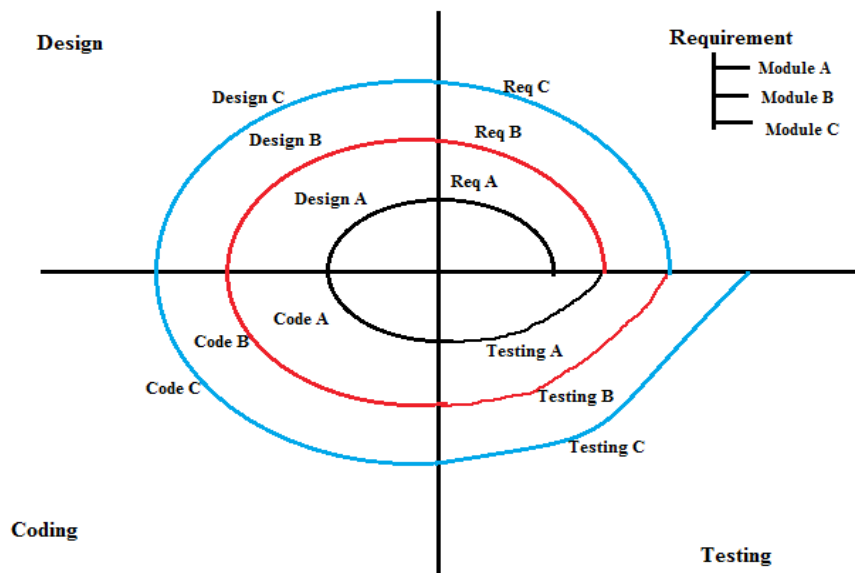 Design
Requirement
Module A
Module B
Module C
Design C
Req C
Design B
Req B
Design A
Req A
Code A
Code B
Code C
Testing A
Testing B
Testing C
Coding
Testing